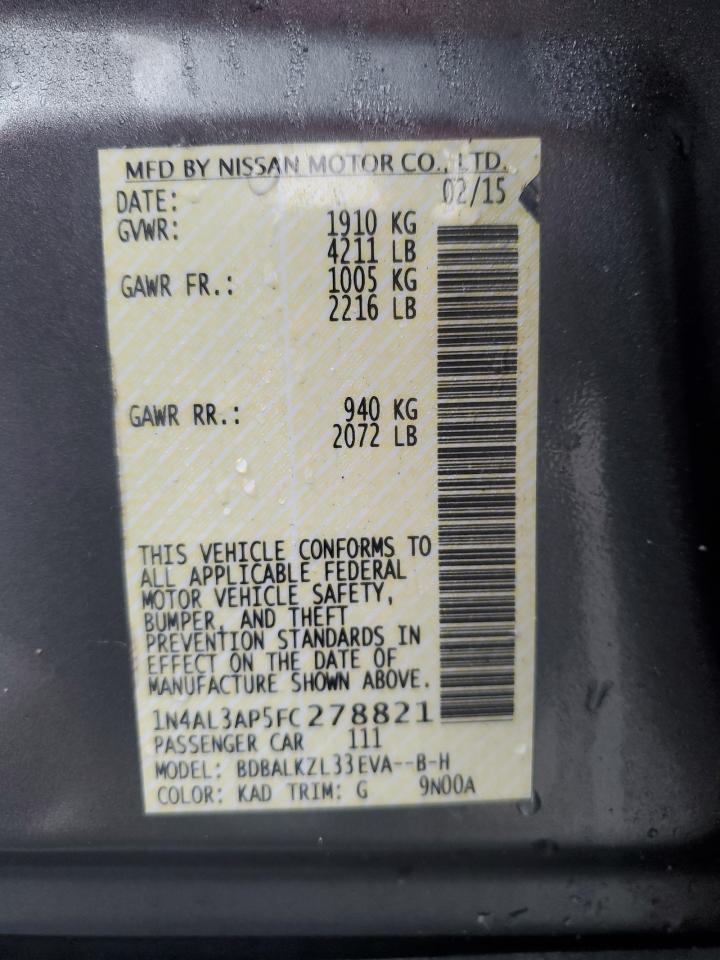 MFD BY NISSAN MOTOR CO., LTD.
DATE: 02/15
GVWR: 1910 KG
4211 LB
GAWR FR.: 1005 KG
2216 LB
GAWR RR.: 940 KG
2072 LB
THIS VEHICLE CONFORMS TO
ALL APPLICABLE FEDERAL
MOTOR VEHICLE SAFETY,
BUMPER, AND THEFT
PREVENTION STANDARDS IN
EFFECT ON THE DATE OF
MANUFACTURE SHOWN ABOVE.
1N4AL3AP5FC278821
PASSENGER CAR 111
MODEL: BDBALKZL33EVA--B-H
COLOR: KAD TRIM: G 9N00A